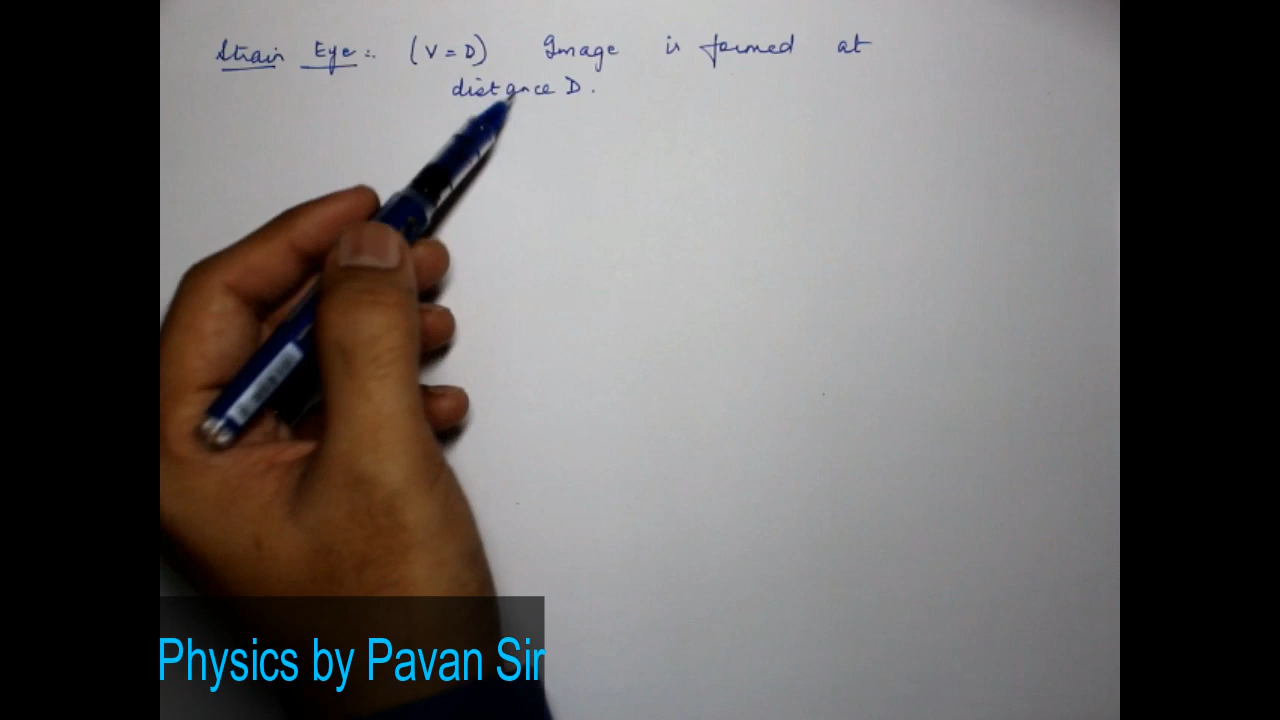 Strain Eye :- (V = D) Image is formed at
distance D.
Physics by Pavan Sir